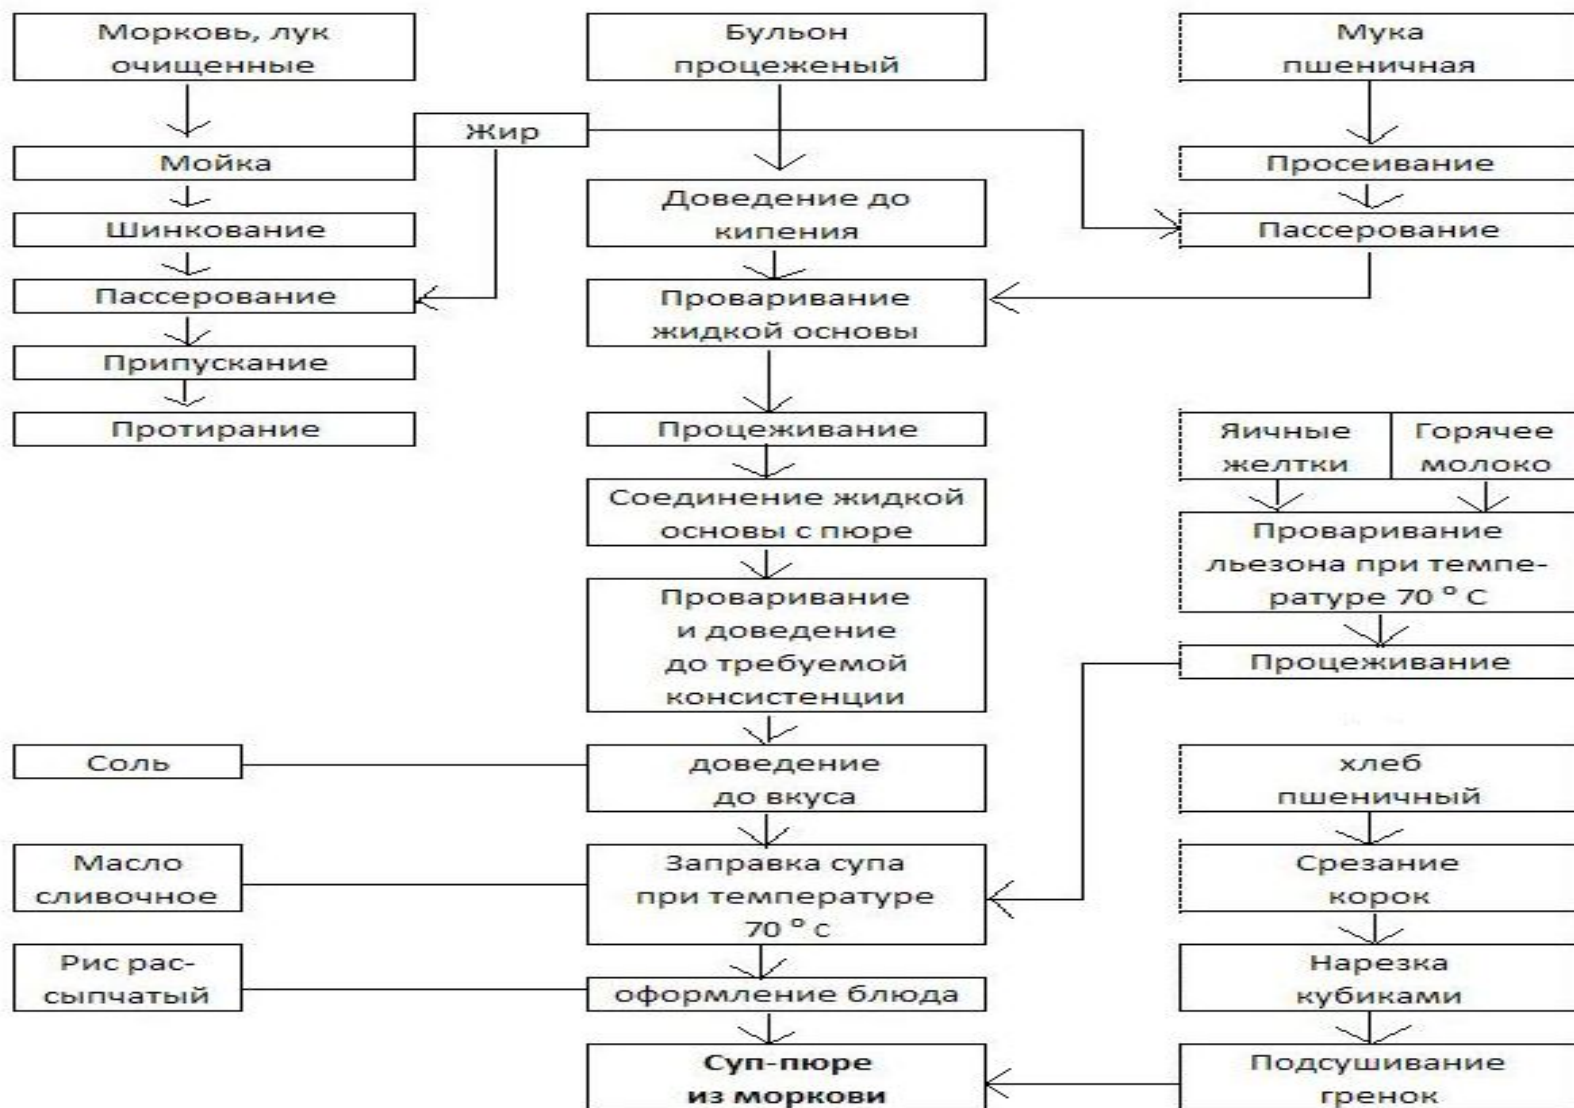 Морковь, лук
очищенные
Бульон
процеженый
Мука
пшеничная
Жир
Мойка
Просеивание
Шинкование
Доведение до
кипения
Пассерование
Пассерование
Проваривание
жидкой основы
Припускание
Протирание
Процеживание
Яичные
желтки
Горячее
молоко
Соединение жидкой
основы с пюре
Проваривание
льезона при темпе-
ратуре 70 ° С
Проваривание
и доведение
до требуемой
консистенции
Процеживание
Соль
доведение
до вкуса
хлеб
пшеничный
Масло
сливочное
Заправка супа
при температуре
70 ° с
Срезание
корок
Рис рас-
сыпчатый
оформление блюда
Нарезка
кубиками
Суп-пюре
из моркови
Подсушивание
гренок